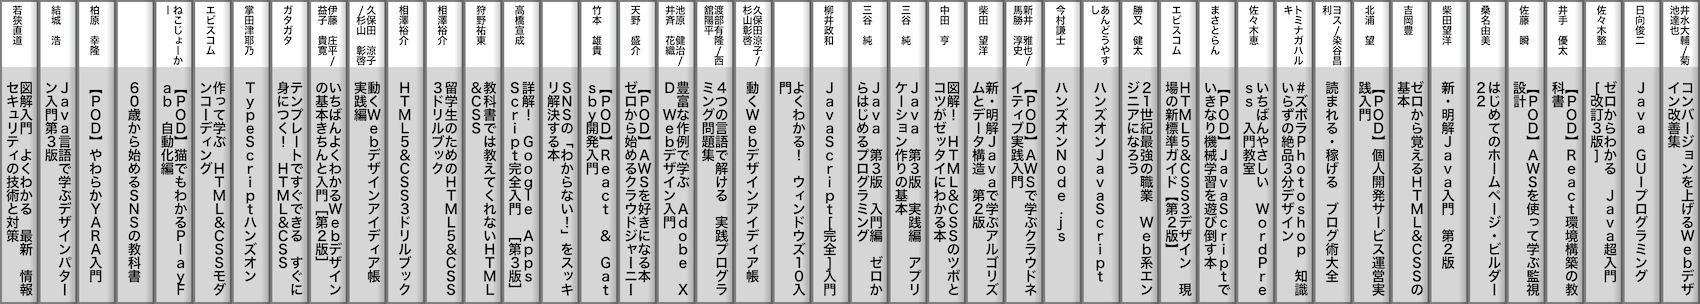 井水大輔/菊
池達也
コンバージョンを上げるWebデザ
イン改善集
日向俊二
Java GUIプログラミング
佐々木整
ゼロからわかる Java超入門
[改訂3版]
井手 優太
【POD】React環境構築の教
科書
佐藤 瞬
【POD】AWSを使って学ぶ監視
設計
桑名由美
はじめてのホームページ・ビルダー
22
柴田望洋
新・明解Java入門 第2版
吉岡豊
ゼロから覚えるHTML&CSSの
基本
北浦 望
【POD】個人開発サービス運営実
践入門
ヨス/染谷昌
利
読まれる・稼げる ブログ術大全
トミナガハル
キ
#ズボラPhotoshop 知識
いらずの絶品3分デザイン
佐々木恵
いちばんやさしい WordPre
ss 入門教室
まさとらん
【POD】JavaScriptで
いきなり機械学習を遊び倒す本
エビスコム
HTML5&CSS3デザイン 現
場の新標準ガイド【第2版】
勝又 健太
21世紀最強の職業 Web系エン
ジニアになろう
あんどうやす
し
ハンズオンJavaScript
今村謙士
ハンズオンNode.js
新井 雅也/
馬勝 淳史
【POD】AWSで学ぶクラウドネ
イティブ実践入門
柴田 望洋
新・明解Javaで学ぶアルゴリズ
ムとデータ構造 第2版
中田 亨
図解! HTML&CSSのツボと
コツがゼッタイにわかる本
三谷 純
Java 第3版 実践編 アプリ
ケーション作りの基本
三谷 純
Java 第3版 入門編 ゼロか
らはじめるプログラミング
柳井政和
JavaScript[完全]入門
よくわかる! ウィンドウズ10入
門
久保田涼子/
杉山彰啓
動くWebデザインアイディア帳
渡部有隆/西
舘陽平
4つの言語で解ける 実践プログラ
ミング問題集
池原 健治/
井斉 花織
豊富な作例で学ぶ Adobe X
D Webデザイン入門
天野 盛介
【POD】AWSを好きになる本
ゼロから始めるクラウドジャーニー
竹本 雄貴
【POD】React & Gat
sby開発入門
SNSの「わからない!」をスッキ
リ解決する本
高橋宣成
詳解! Google Apps
Script完全入門 [第3版]
狩野祐東
教科書では教えてくれないHTML
&CSS
相澤裕介
留学生のためのHTML5&CSS
3ドリルブック
相澤裕介
HTML5&CSS3ドリルブック
久保田 涼子
/杉山 彰啓
動くWebデザインアイディア帳
実践編
伊藤 庄平/
益子 貴寛
いちばんよくわかるWebデザイン
の基本きちんと入門[第2版]
ガタガタ
テンプレートですぐできる すぐに
身につく! HTML&CSS
掌田津耶乃
TypeScriptハンズオン
エビスコム
作って学ぶ HTML&CSSモダ
ンコーディング
ねこじょーか
ー
【POD】猫でもわかるPlayF
ab 自動化編
60歳から始めるSNSの教科書
柏原 幸隆
【POD】やわらかYARA入門
結城 浩
Java言語で学ぶデザインパター
ン入門第3版
若狭直道
図解入門 よくわかる 最新 情報
セキュリティの技術と対策